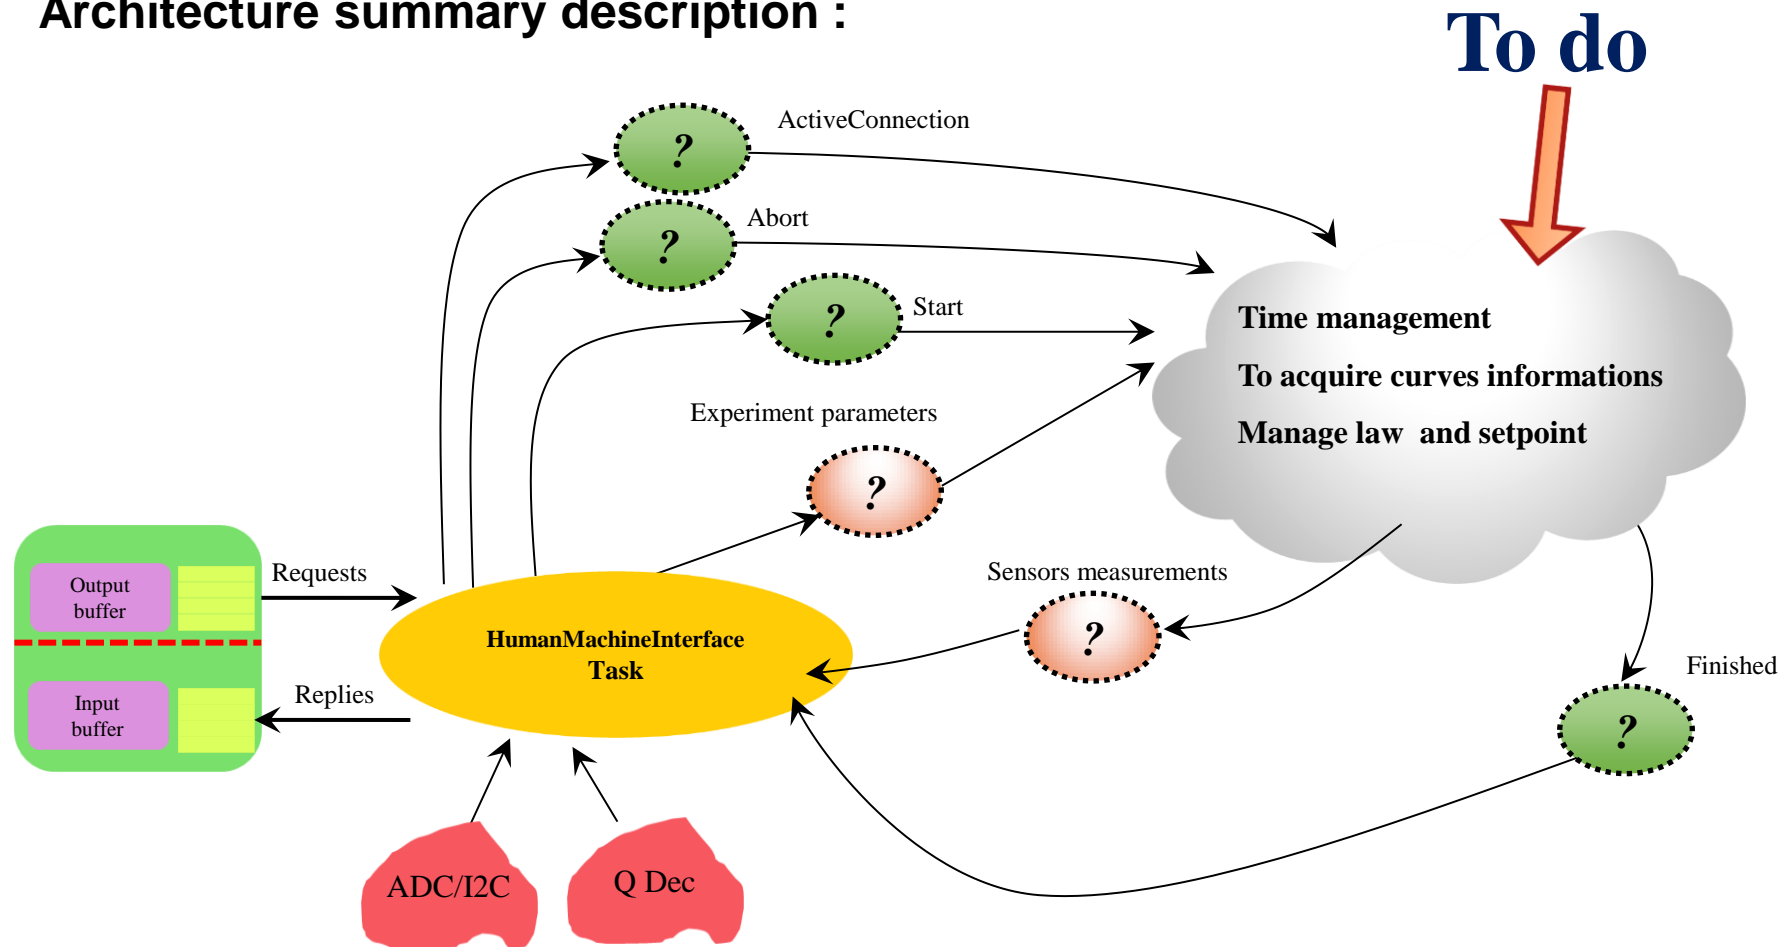 Architecture summary description :
To do
ActiveConnection
?
Abort
?
Start
?
Time management
To acquire curves informations
Manage law  and setpoint
Experiment parameters
?
Requests
Output
buffer
Sensors measurements
?
HumanMachineInterface
Task
Replies
Input
buffer
Finished
?
ADC/I2C
Q Dec